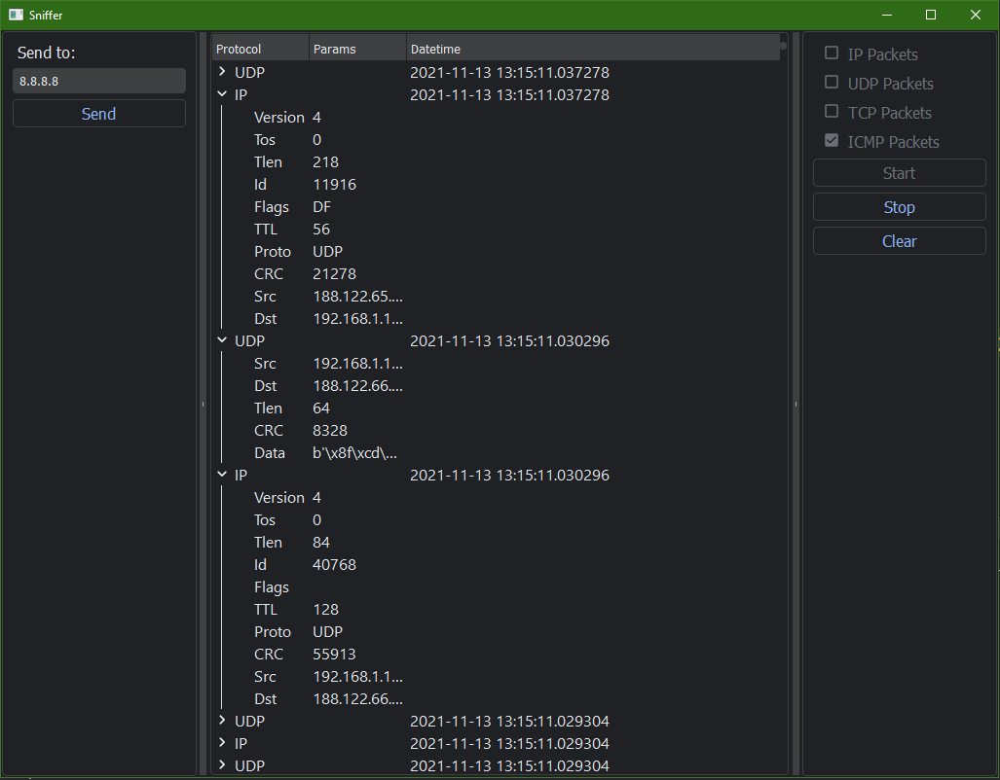 Sniffer
Send to:
8.8.8.8
Send
Protocol Params Datetime
UDP 2021-11-13 13:15:11.037278
IP 2021-11-13 13:15:11.037278
Version 4
Tos 0
Tlen 218
Id 11916
Flags DF
TTL 56
Proto UDP
CRC 21278
Src 188.122.65....
Dst 192.168.1.1...
UDP 2021-11-13 13:15:11.030296
Src 192.168.1.1...
Dst 188.122.66....
Tlen 64
CRC 8328
Data b'\x8f\xcd\...
IP 2021-11-13 13:15:11.030296
Version 4
Tos 0
Tlen 84
Id 40768
Flags
TTL 128
Proto UDP
CRC 55913
Src 192.168.1.1...
Dst 188.122.66....
UDP 2021-11-13 13:15:11.029304
IP 2021-11-13 13:15:11.029304
UDP 2021-11-13 13:15:11.029304
IP Packets
UDP Packets
TCP Packets
ICMP Packets
Start
Stop
Clear